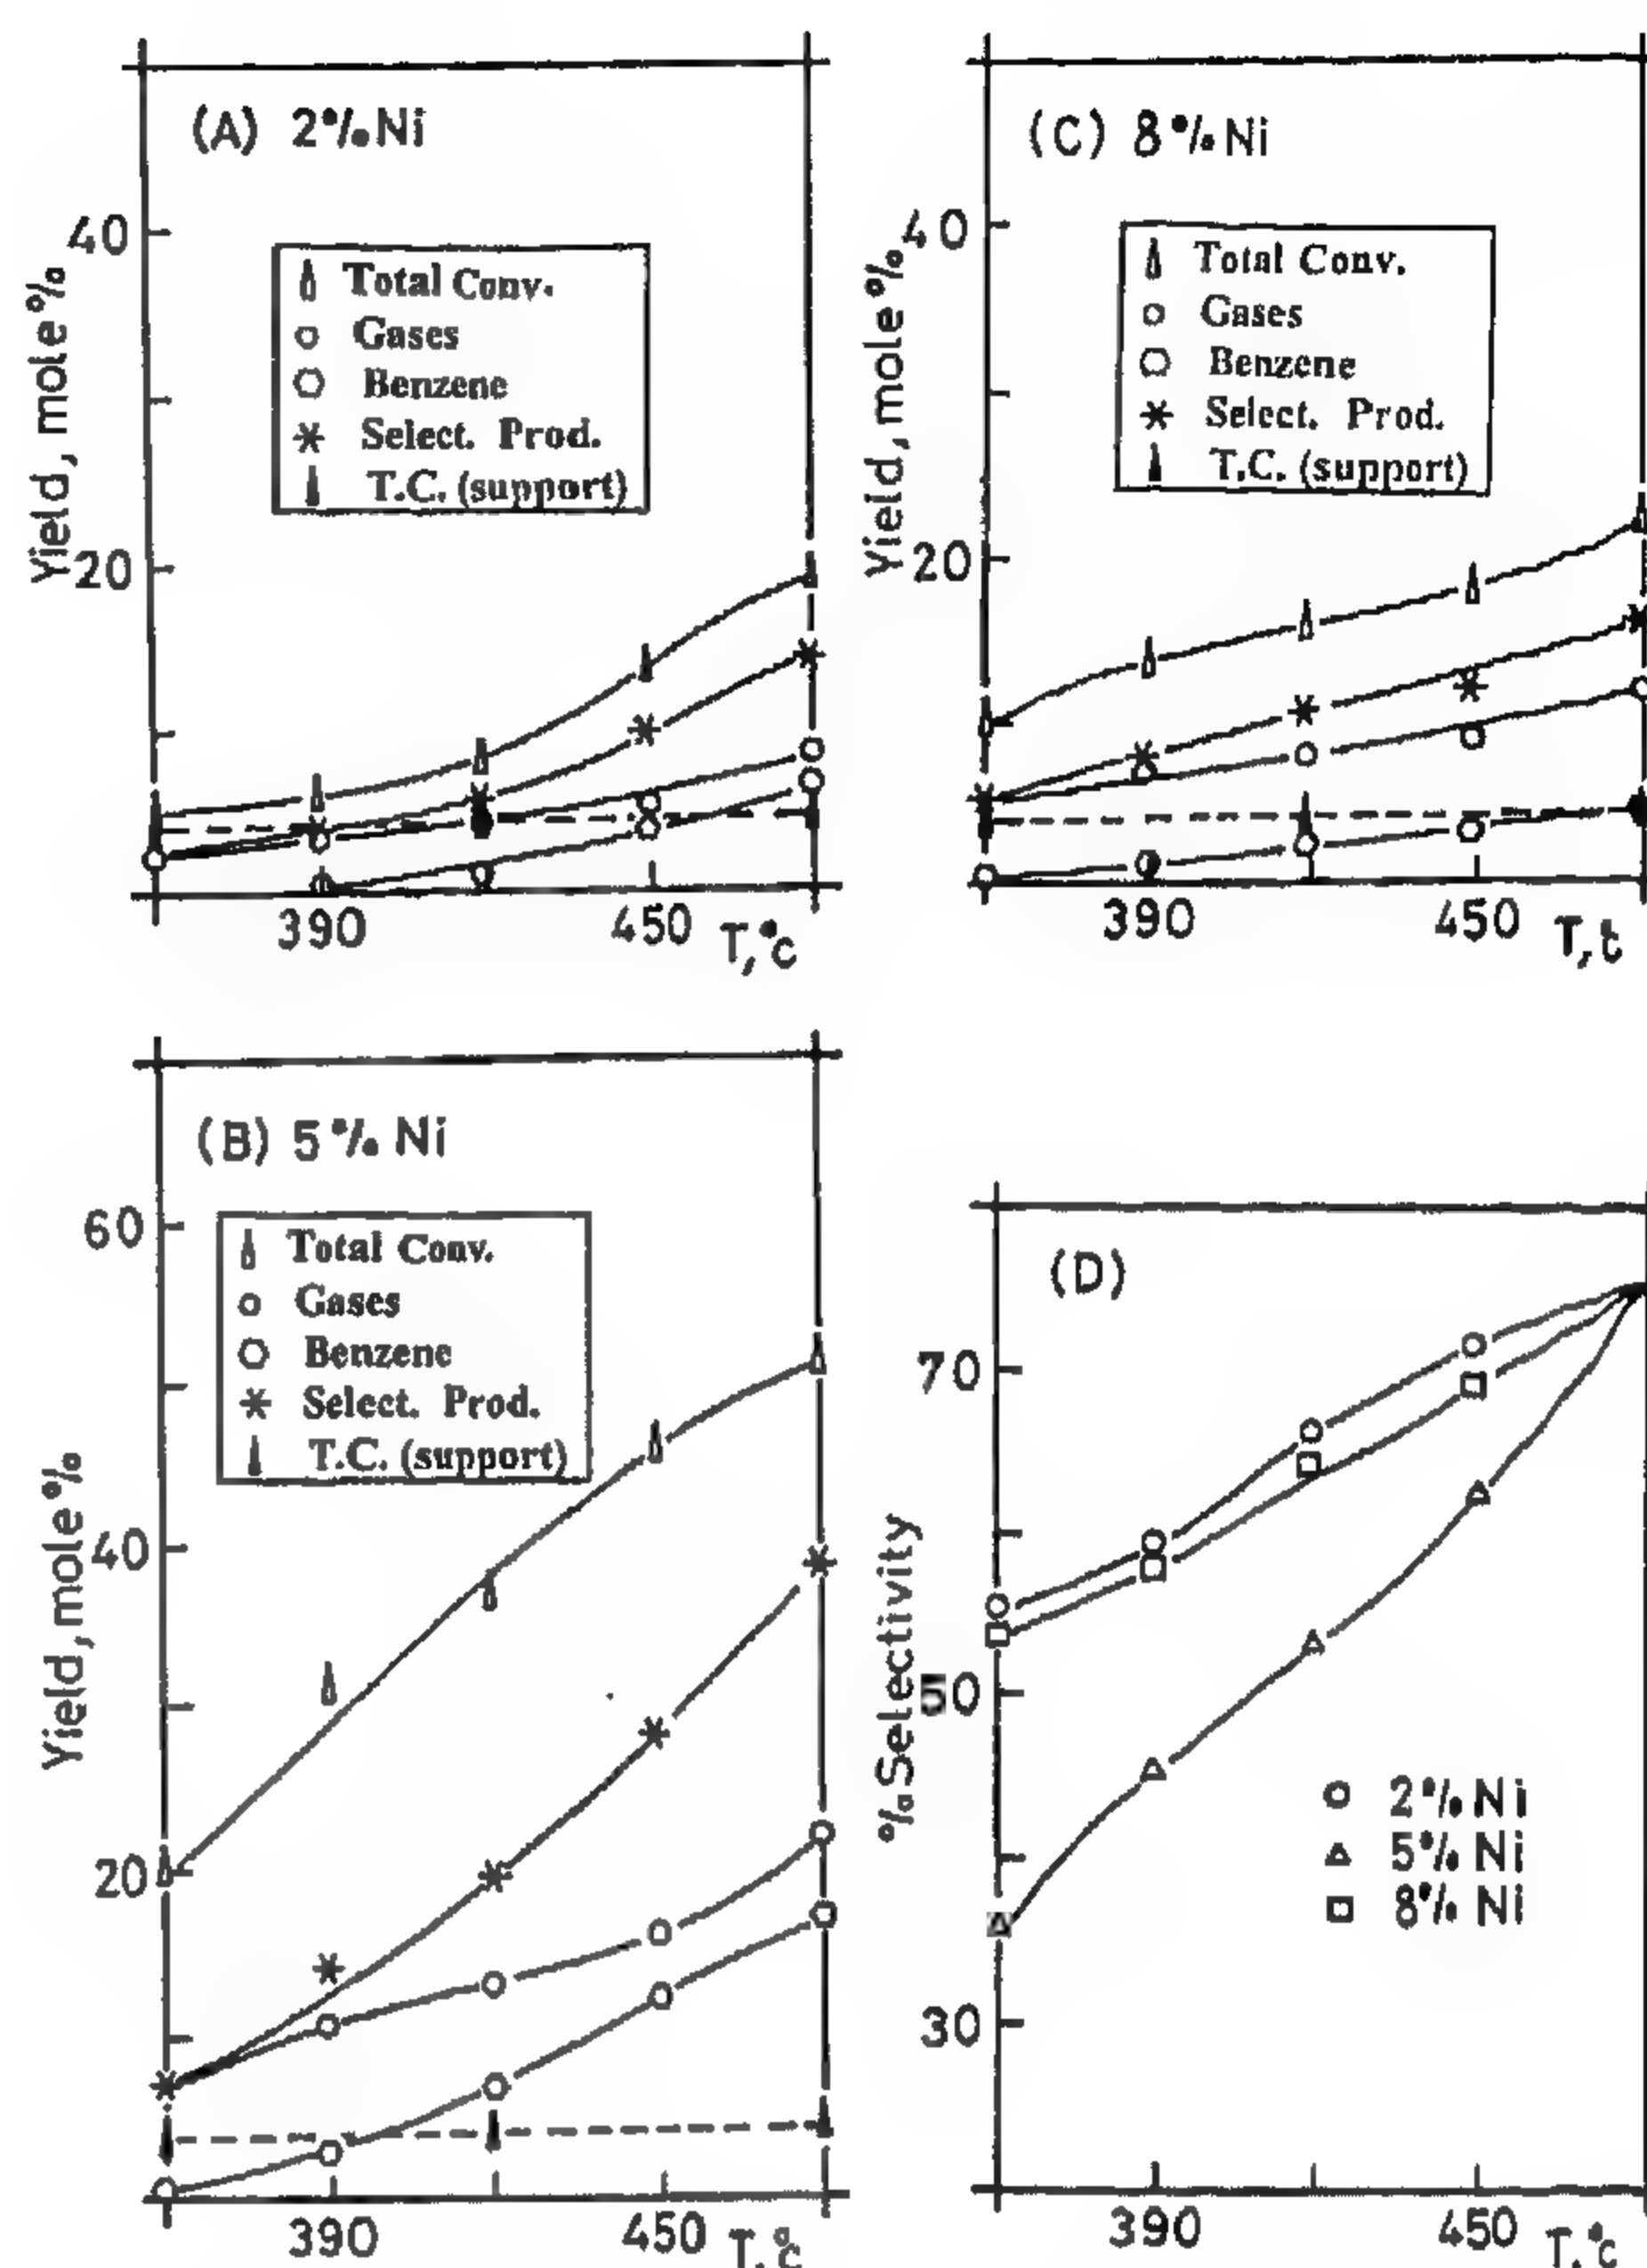 (A) 2%Ni
40
20
Yield, mole%
Total Conv.
Gases
Benzene
Select. Prod.
T.C. (support)
390
450
T,°c
(C) 8%Ni
40
20
Yield, mole%
Total Conv.
Gases
Benzene
Select. Prod.
T.C. (support)
390
450
T,
(B) 5% Ni
60
40
20
Yield, mole%
Total Conv.
Gases
Benzene
Select. Prod.
T.C. (support)
390
450
T,°c
(D)
70
50
30
%Selectivity
2%Ni
5%Ni
8%Ni
390
450
T,°c